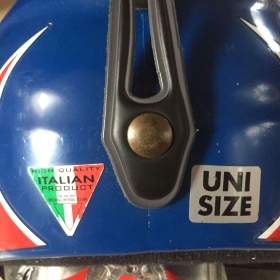 HIGH QUALITY
ITALIAN
PRODUCT
UNI
SIZE